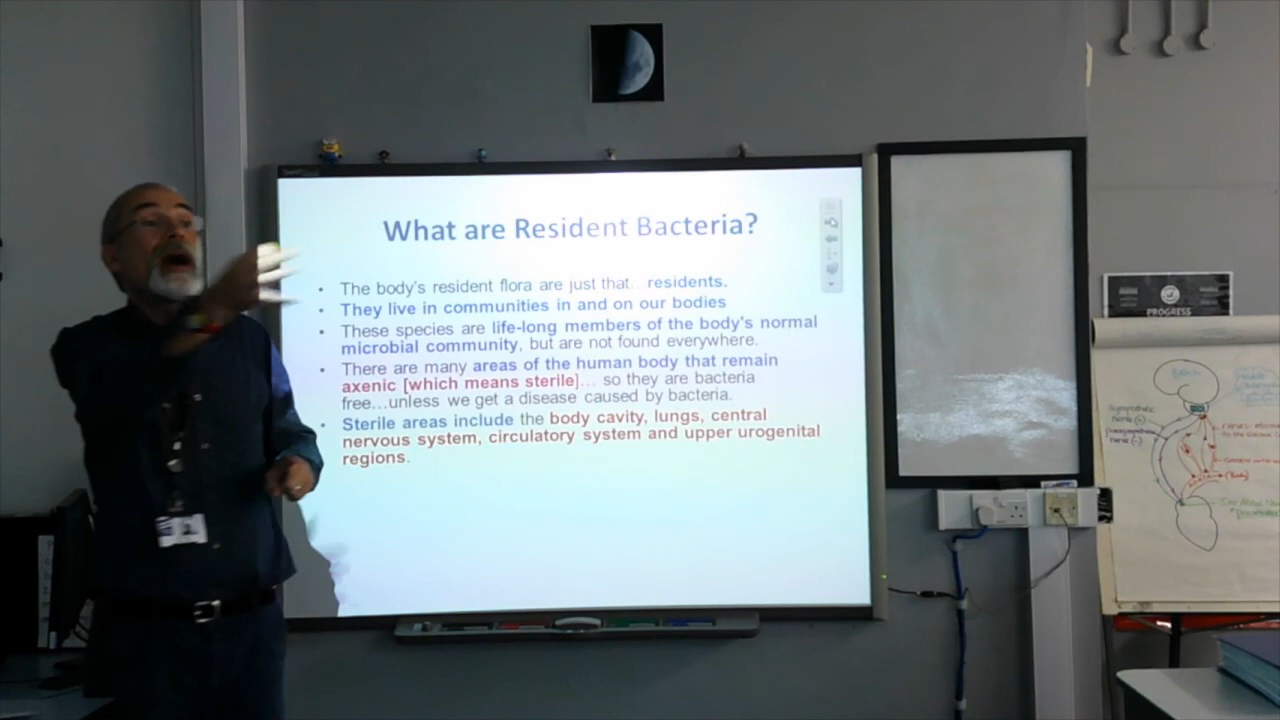 What are Resident Bacteria?
• The body's resident flora are just that... residents.
• They live in communities in and on our bodies
• These species are life-long members of the body's normal
microbial community, but are not found everywhere.
• There are many areas of the human body that remain
axenic [which means sterile]... so they are bacteria
free...unless we get a disease caused by bacteria.
• Sterile areas include the body cavity, lungs, central
nervous system, circulatory system and upper urogenital
regions.
PROGRESS